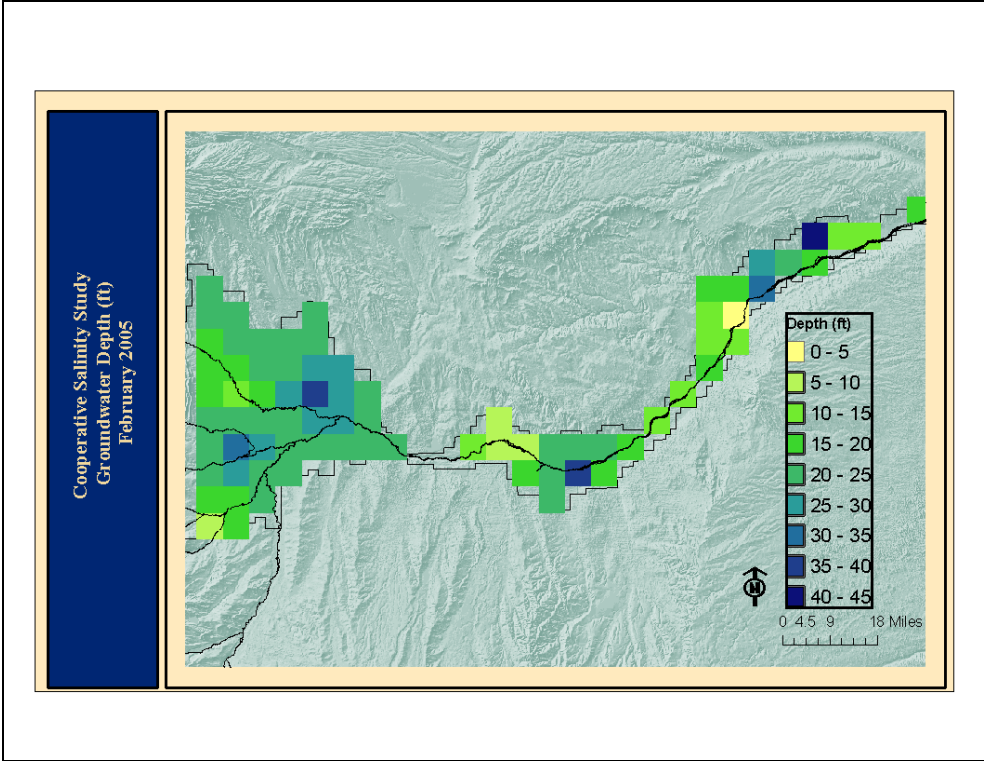 Cooperative Salinity Study
Groundwater Depth (ft)
February 2005
Depth (ft)
0 - 5
5 - 10
10 - 15
15 - 20
20 - 25
25 - 30
30 - 35
35 - 40
40 - 45
N
0 4.5 9 18 Miles